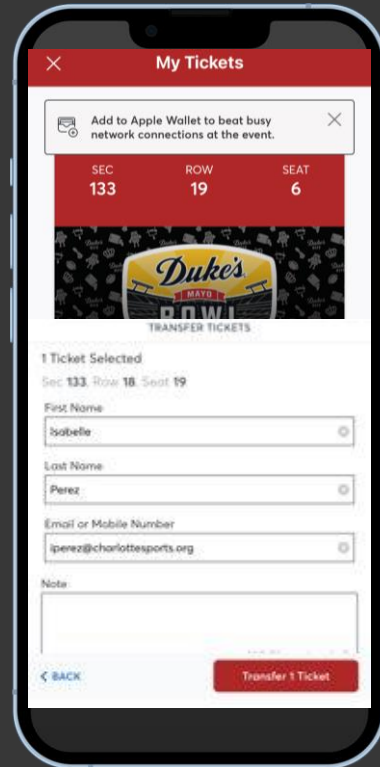 My Tickets
Add to Apple Wallet to beat busy
network connections at the event.
SEC ROW SEAT
133 19 6
Duke's
MAYO
BOWL
TRANSFER TICKETS
1 Ticket Selected
Sec 133, Row 18, Seat 19
First Name
Isabelle
Last Name
Perez
Email or Mobile Number
iperez@charlottesports.org
Note
BACK
Transfer 1 Ticket